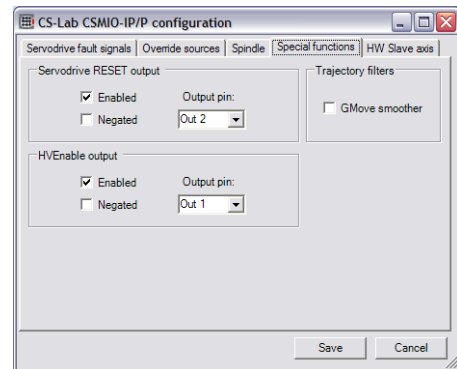 CS-Lab CSMIO-IP/P configuration
Servodrive fault signals Override sources Spindle Special functions HW Slave axis
Servodrive RESET output
Enabled Output pin:
Negated Out 2
Trajectory filters
GMove smoother
HVEnable output
Enabled Output pin:
Negated Out 1
Save Cancel